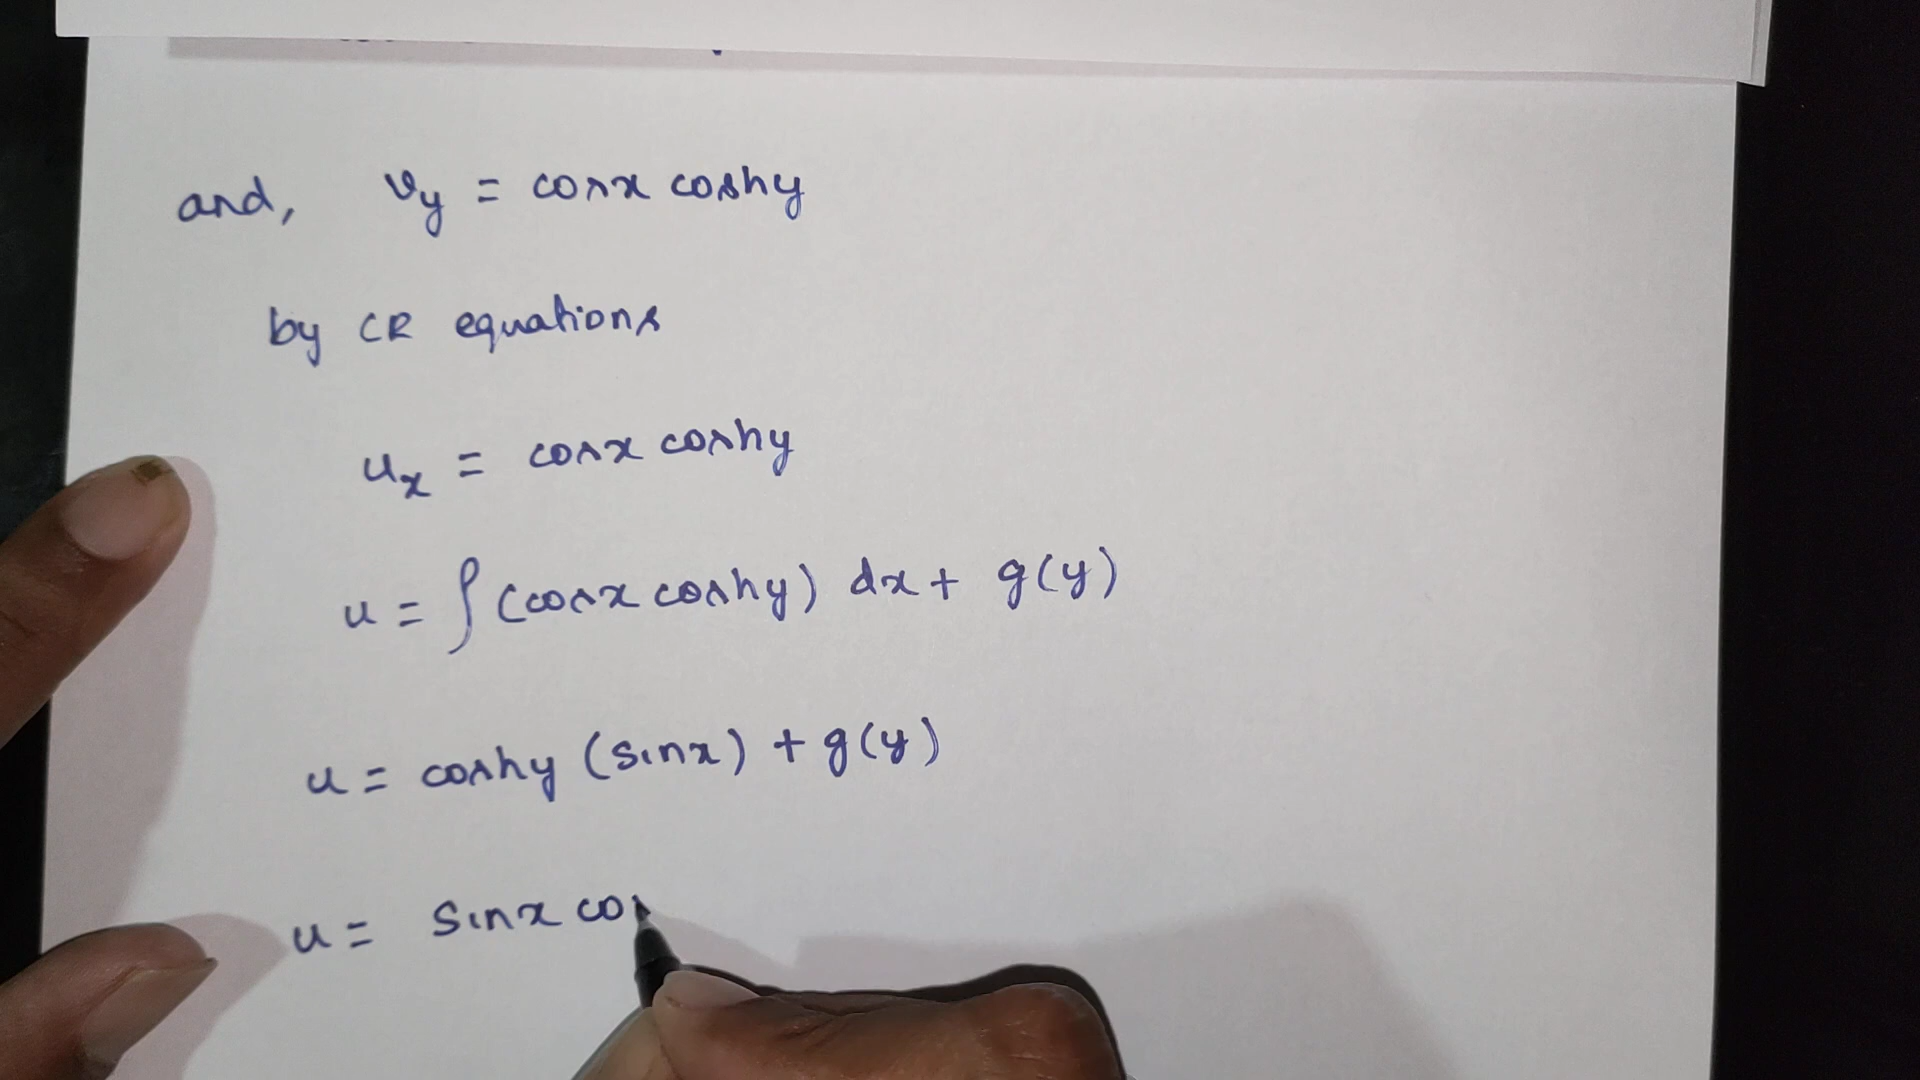 and, vy = cosx coshy
by CR equations
ux = cosx coshy
u = ∫ (cosx coshy) dx + g(y)
u = coshy (sinx) + g(y)
u = sinx co